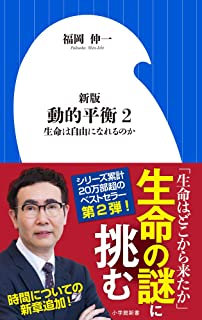 福岡 伸一
Fukuoka Shin-Ichi
新版
動的平衡 2
生命は自由になれるのか
「生命はどこから来たか」
生命の謎に
挑む
シリーズ累計
20万部超の
ベストセラー
第2弾!
時間についての
新章追加!
小学館新書